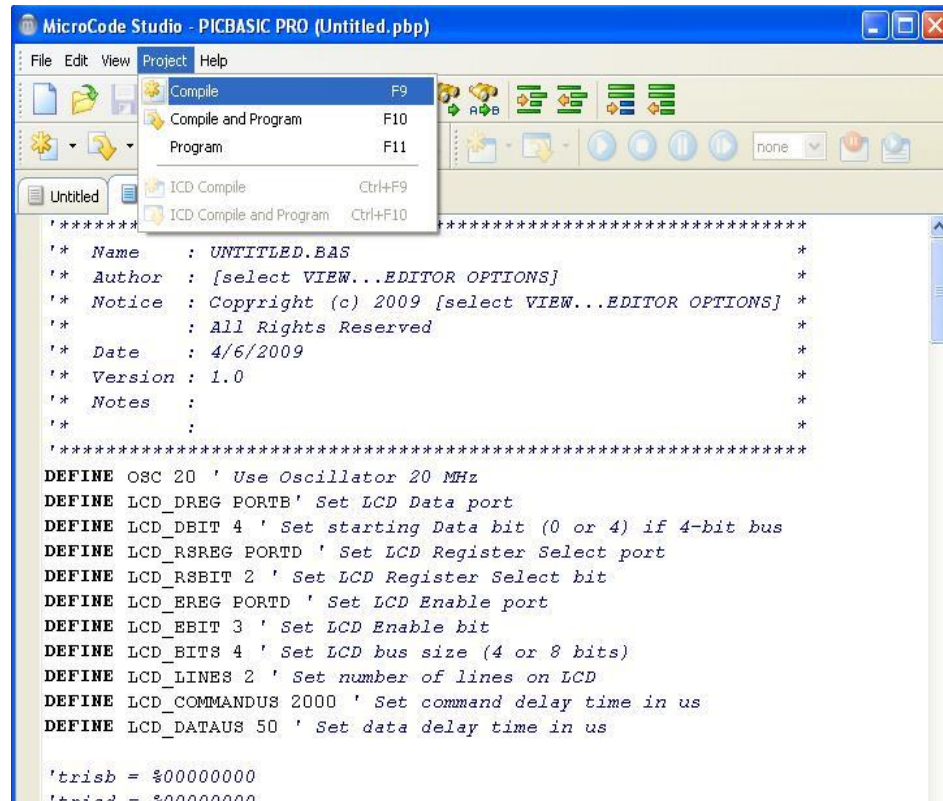 MicroCode Studio - PICBASIC PRO (Untitled.pbp)
File Edit View Project Help
Compile F9
Compile and Program F10
Program F11
ICD Compile Ctrl+F9
ICD Compile and Program Ctrl+F10
A B
none
Untitled
'* Name : UNTITLED.BAS *
'* Author : [select VIEW...EDITOR OPTIONS] *
'* Notice : Copyright (c) 2009 [select VIEW...EDITOR OPTIONS] *
'* : All Rights Reserved *
'* Date : 4/6/2009 *
'* Version : 1.0 *
'* Notes : *
'* : *
'****************************************************************
DEFINE OSC 20 ' Use Oscillator 20 MHz
DEFINE LCD_DREG PORTB' Set LCD Data port
DEFINE LCD_DBIT 4 ' Set starting Data bit (0 or 4) if 4-bit bus
DEFINE LCD_RSREG PORTD ' Set LCD Register Select port
DEFINE LCD_RSBIT 2 ' Set LCD Register Select bit
DEFINE LCD_EREG PORTD ' Set LCD Enable port
DEFINE LCD_EBIT 3 ' Set LCD Enable bit
DEFINE LCD_BITS 4 ' Set LCD bus size (4 or 8 bits)
DEFINE LCD_LINES 2 ' Set number of lines on LCD
DEFINE LCD_COMMANDUS 2000 ' Set command delay time in us
DEFINE LCD_DATAUS 50 ' Set data delay time in us
'trisb = %00000000